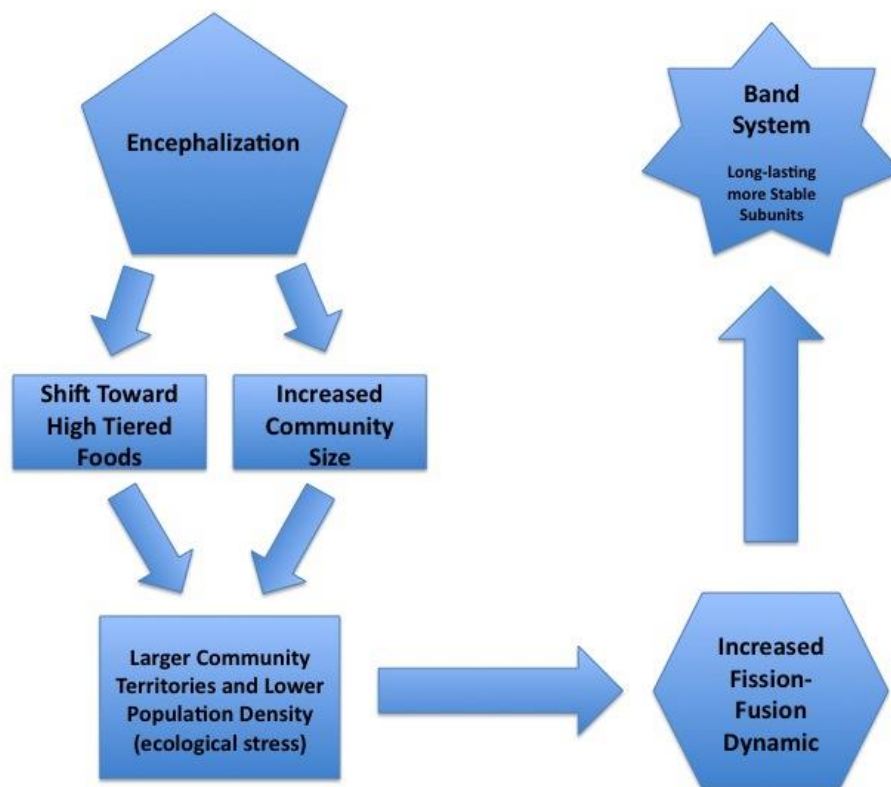 Encephalization
Band
System
Long-lasting
more Stable
Subunits
Shift Toward
High Tiered
Foods
Increased
Community
Size
Larger Community
Territories and Lower
Population Density
(ecological stress)
Increased
Fission-
Fusion
Dynamic